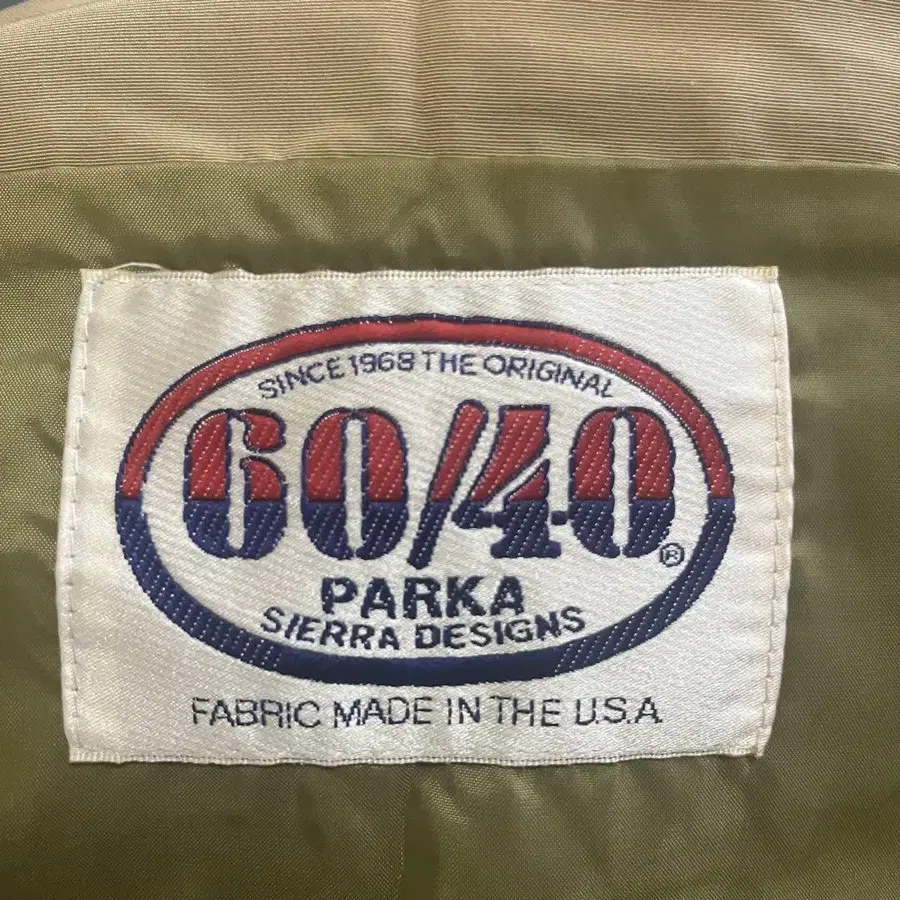 SINCE 1968 THE ORIGINAL
60/40®
PARKA
SIERRA DESIGNS
FABRIC MADE IN THE U.S.A